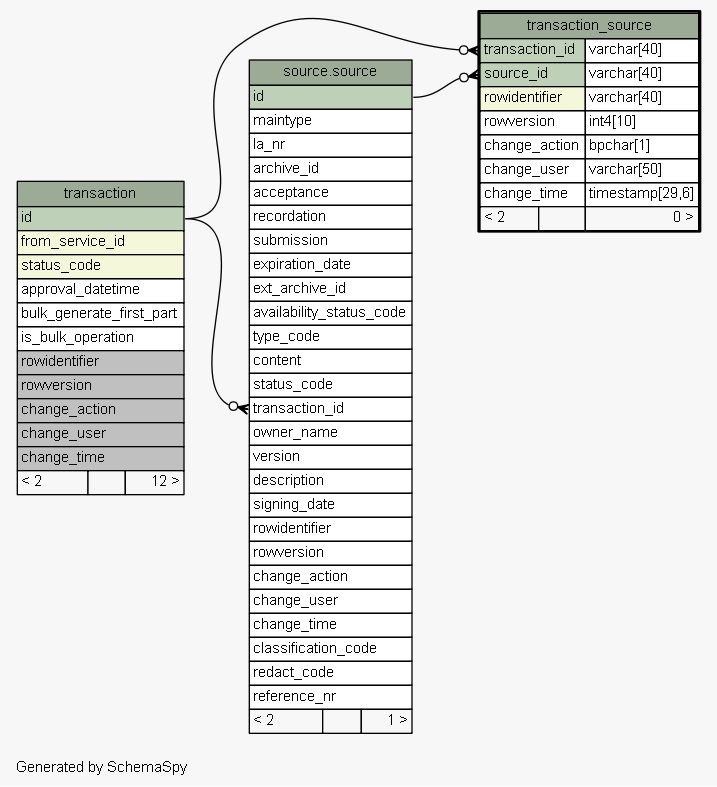 transaction_source
transaction_id varchar[40]
source_id varchar[40]
rowidentifier varchar[40]
rowversion int4[10]
change_action bpchar[1]
change_user varchar[50]
change_time timestamp[29,6]
< 2 0 >
source.source
id
maintype
la_nr
archive_id
acceptance
recordation
submission
expiration_date
ext_archive_id
availability_status_code
type_code
content
status_code
transaction_id
owner_name
version
description
signing_date
rowidentifier
rowversion
change_action
change_user
change_time
classification_code
redact_code
reference_nr
< 2 1 >
transaction
id
from_service_id
status_code
approval_datetime
bulk_generate_first_part
is_bulk_operation
rowidentifier
rowversion
change_action
change_user
change_time
< 2 12 >
Generated by SchemaSpy